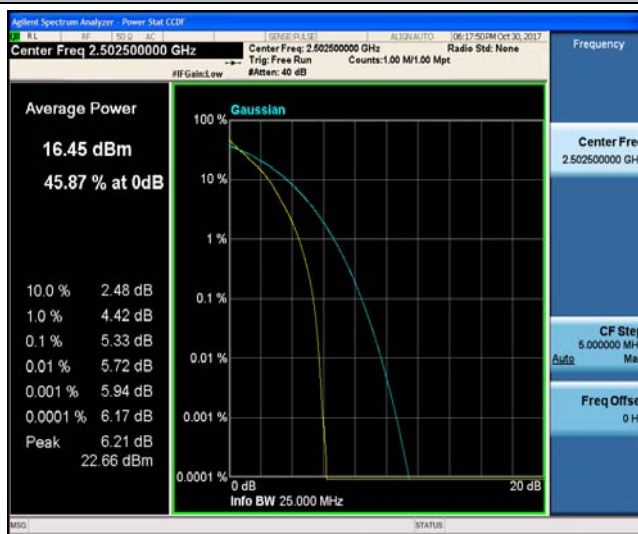 Agilent Spectrum Analyzer - Power Stat CCDF
RL RF 50 Ω AC SENSE:PULSE ALIGN AUTO 06:17:50 PM Oct 30, 2017
Center Freq 2.502500000 GHz
Center Freq: 2.502500000 GHz Radio Std: None
Trig: Free Run Counts:1.00 M/1.00 Mpt
#IFGain:Low #Atten: 40 dB
Frequency
Average Power
16.45 dBm
45.87 % at 0dB
10.0 % 2.48 dB
1.0 % 4.42 dB
0.1 % 5.33 dB
0.01 % 5.72 dB
0.001 % 5.94 dB
0.0001 % 6.17 dB
Peak 6.21 dB
22.66 dBm
Gaussian
100 %
10 %
1 %
0.1 %
0.01 %
0.001 %
0.0001 %
0 dB 20 dB
Info BW 25.000 MHz
Center Fre
2.502500000 GH
CF Ste
5.000000 MH
Auto Ma
Freq Offse
0 H
MSG STATUS